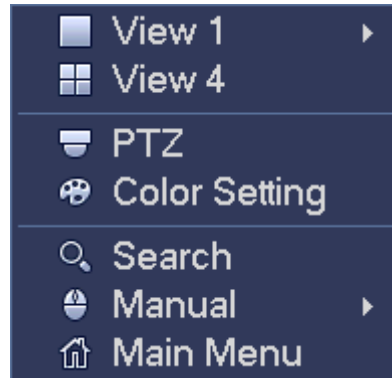 View 1
View 4
PTZ
Color Setting
Search
Manual
Main Menu